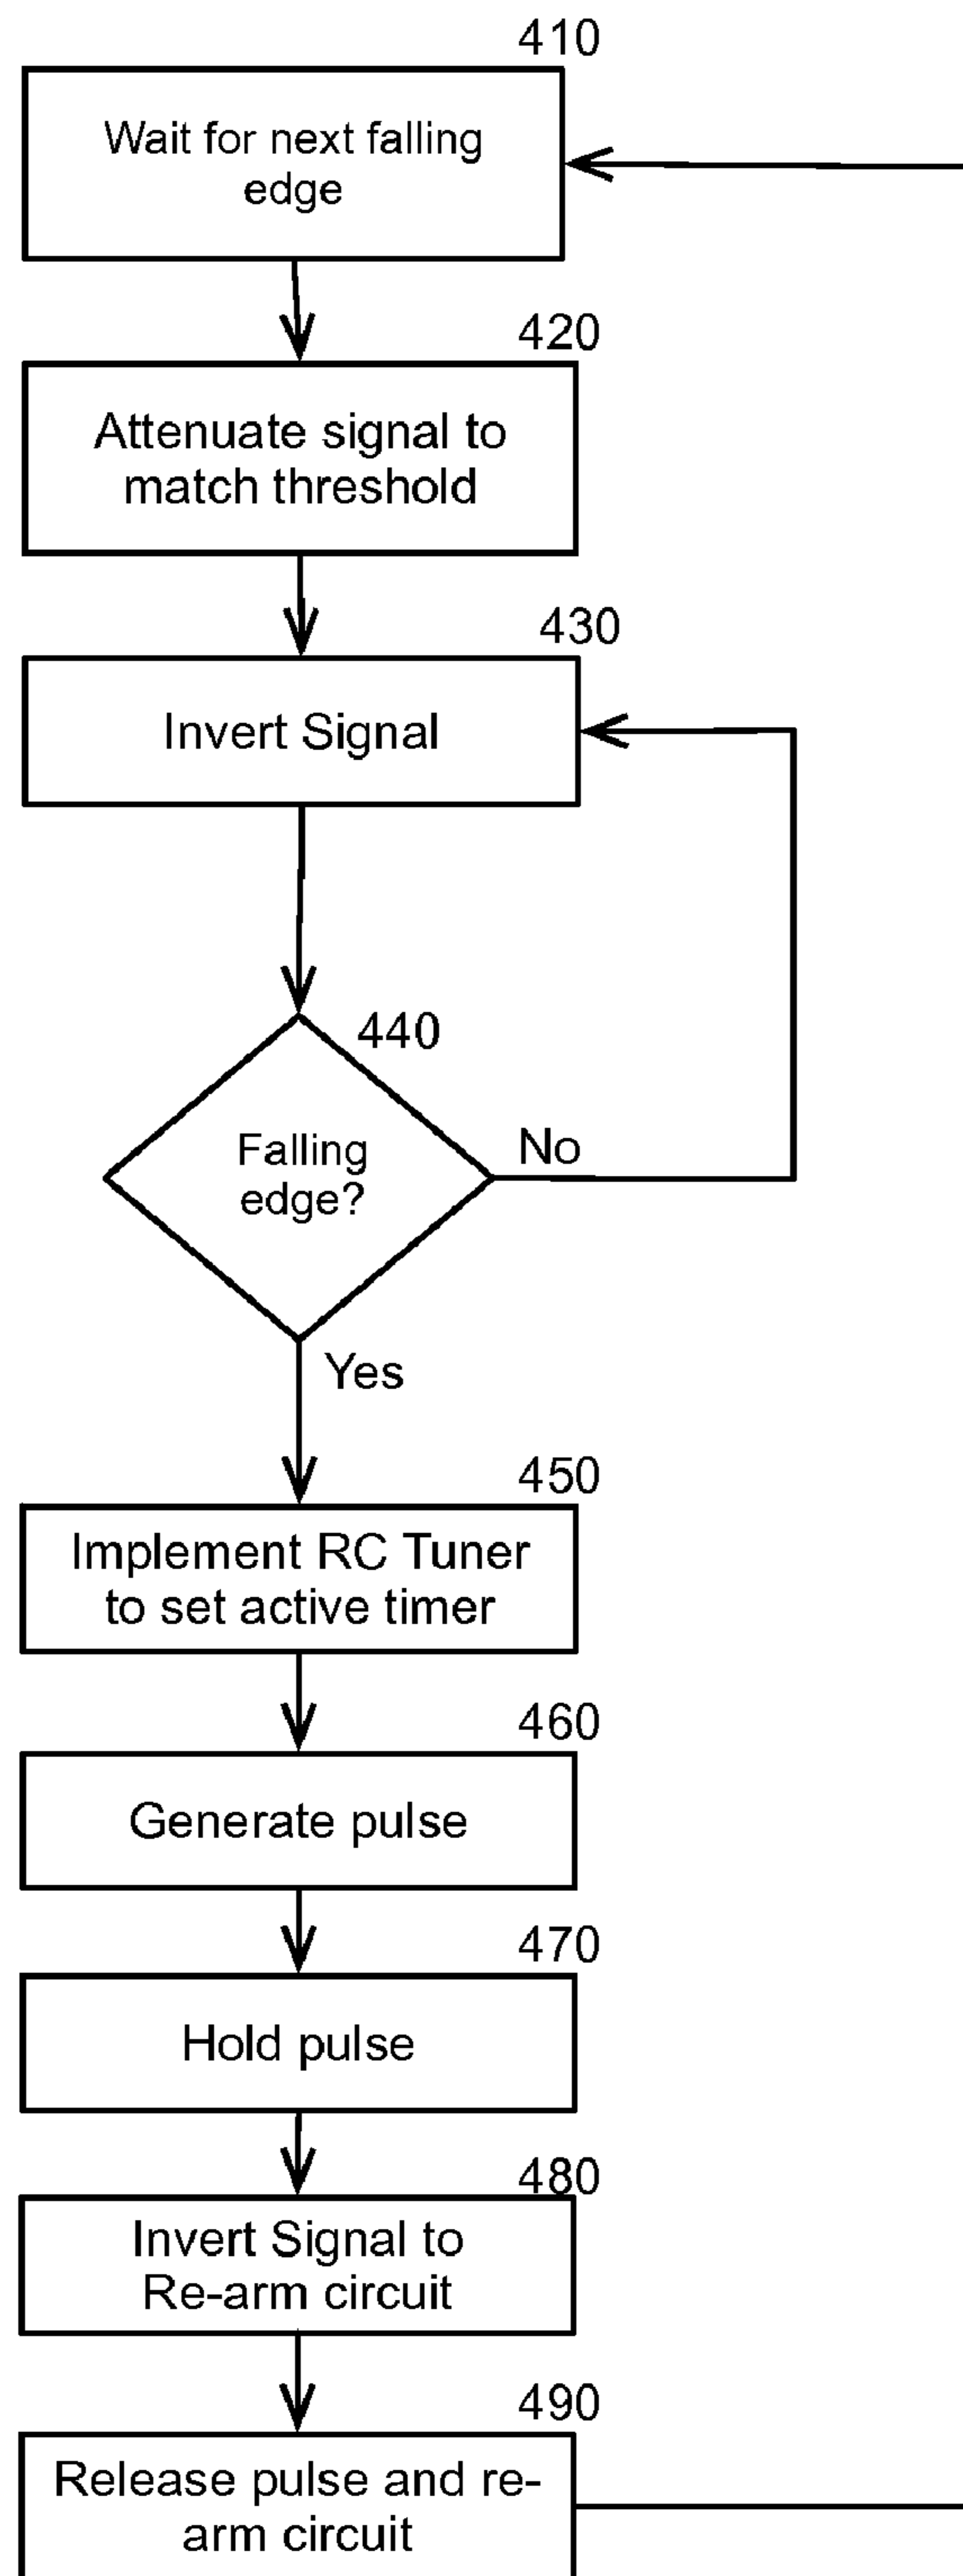 410
Wait for next falling
edge
420
Attenuate signal to
match threshold
430
Invert Signal
440
Falling
edge?
No
Yes
450
Implement RC Tuner
to set active timer
460
Generate pulse
470
Hold pulse
480
Invert Signal to
Re-arm circuit
490
Release pulse and re-
arm circuit